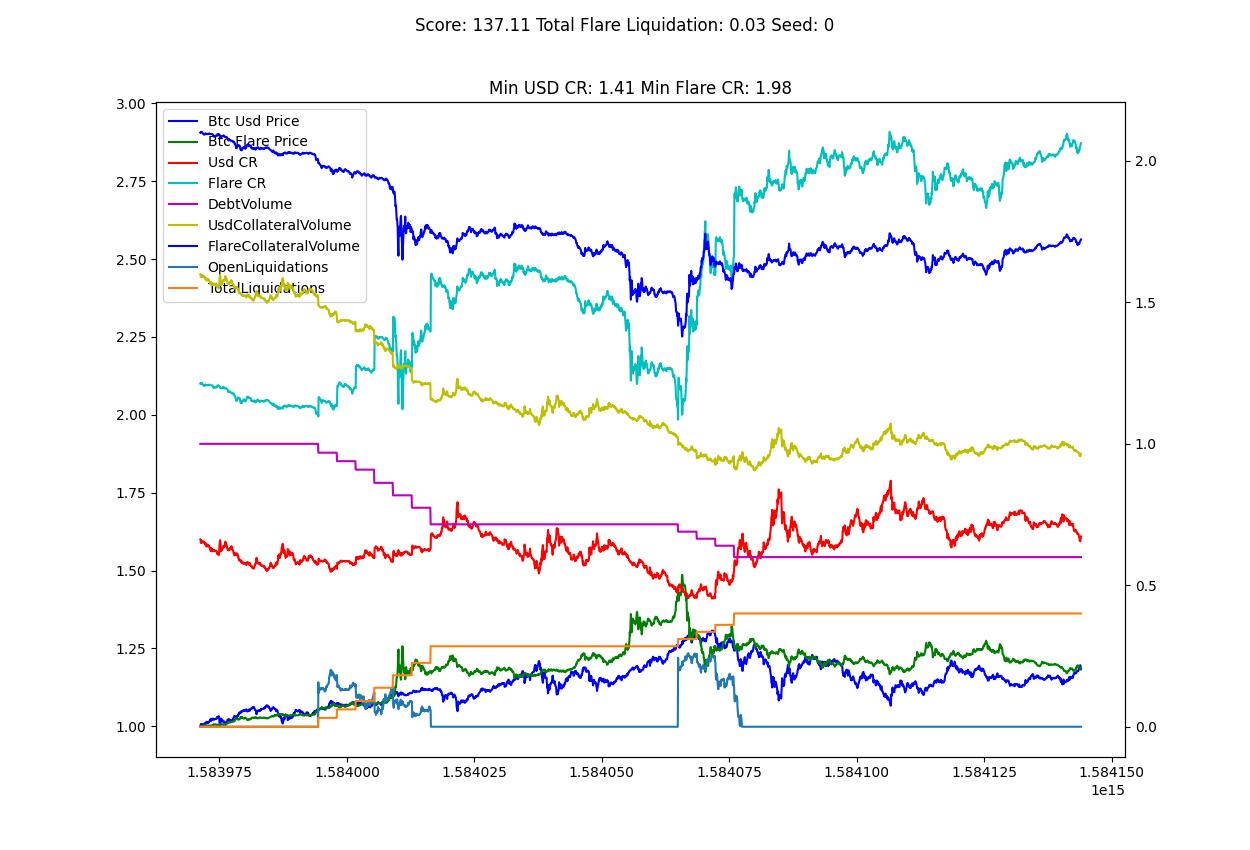 Score: 137.11 Total Flare Liquidation: 0.03 Seed: 0
Min USD CR: 1.41 Min Flare CR: 1.98
3.00
2.75
2.50
2.25
2.00
1.75
1.50
1.25
1.00
Btc Usd Price
Btc Flare Price
Usd CR
Flare CR
DebtVolume
UsdCollateralVolume
FlareCollateralVolume
OpenLiquidations
TotalLiquidations
2.0
1.5
1.0
0.5
0.0
1.583975 1.584000 1.584025 1.584050 1.584075 1.584100 1.584125 1.584150
1e15